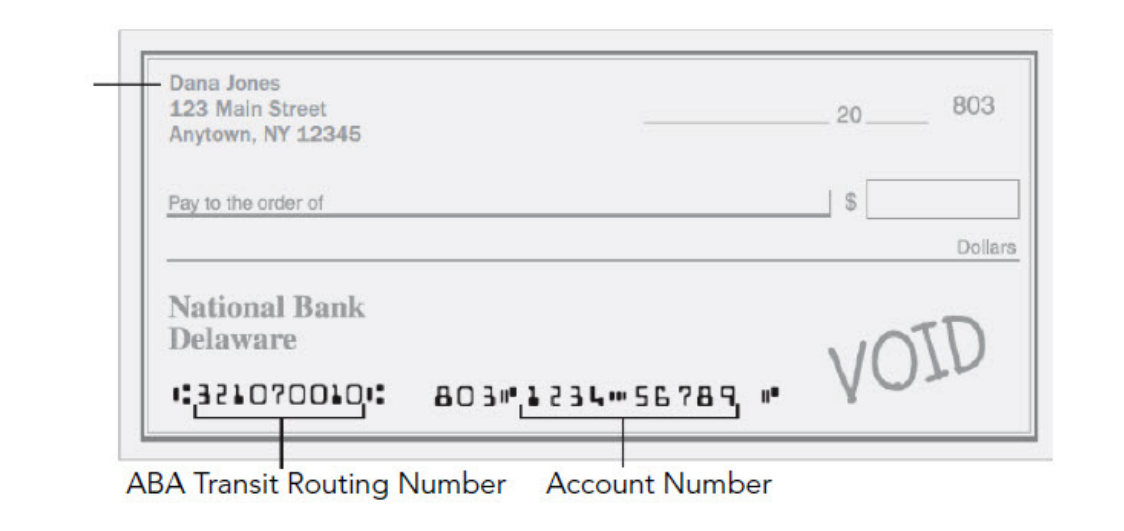 Dana Jones
123 Main Street
Anytown, NY 12345
20 803
Pay to the order of $
Dollars
National Bank
Delaware
VOID
⑆321070010⑆ 803⑈1234⑉56789 ⑈
ABA Transit Routing Number Account Number